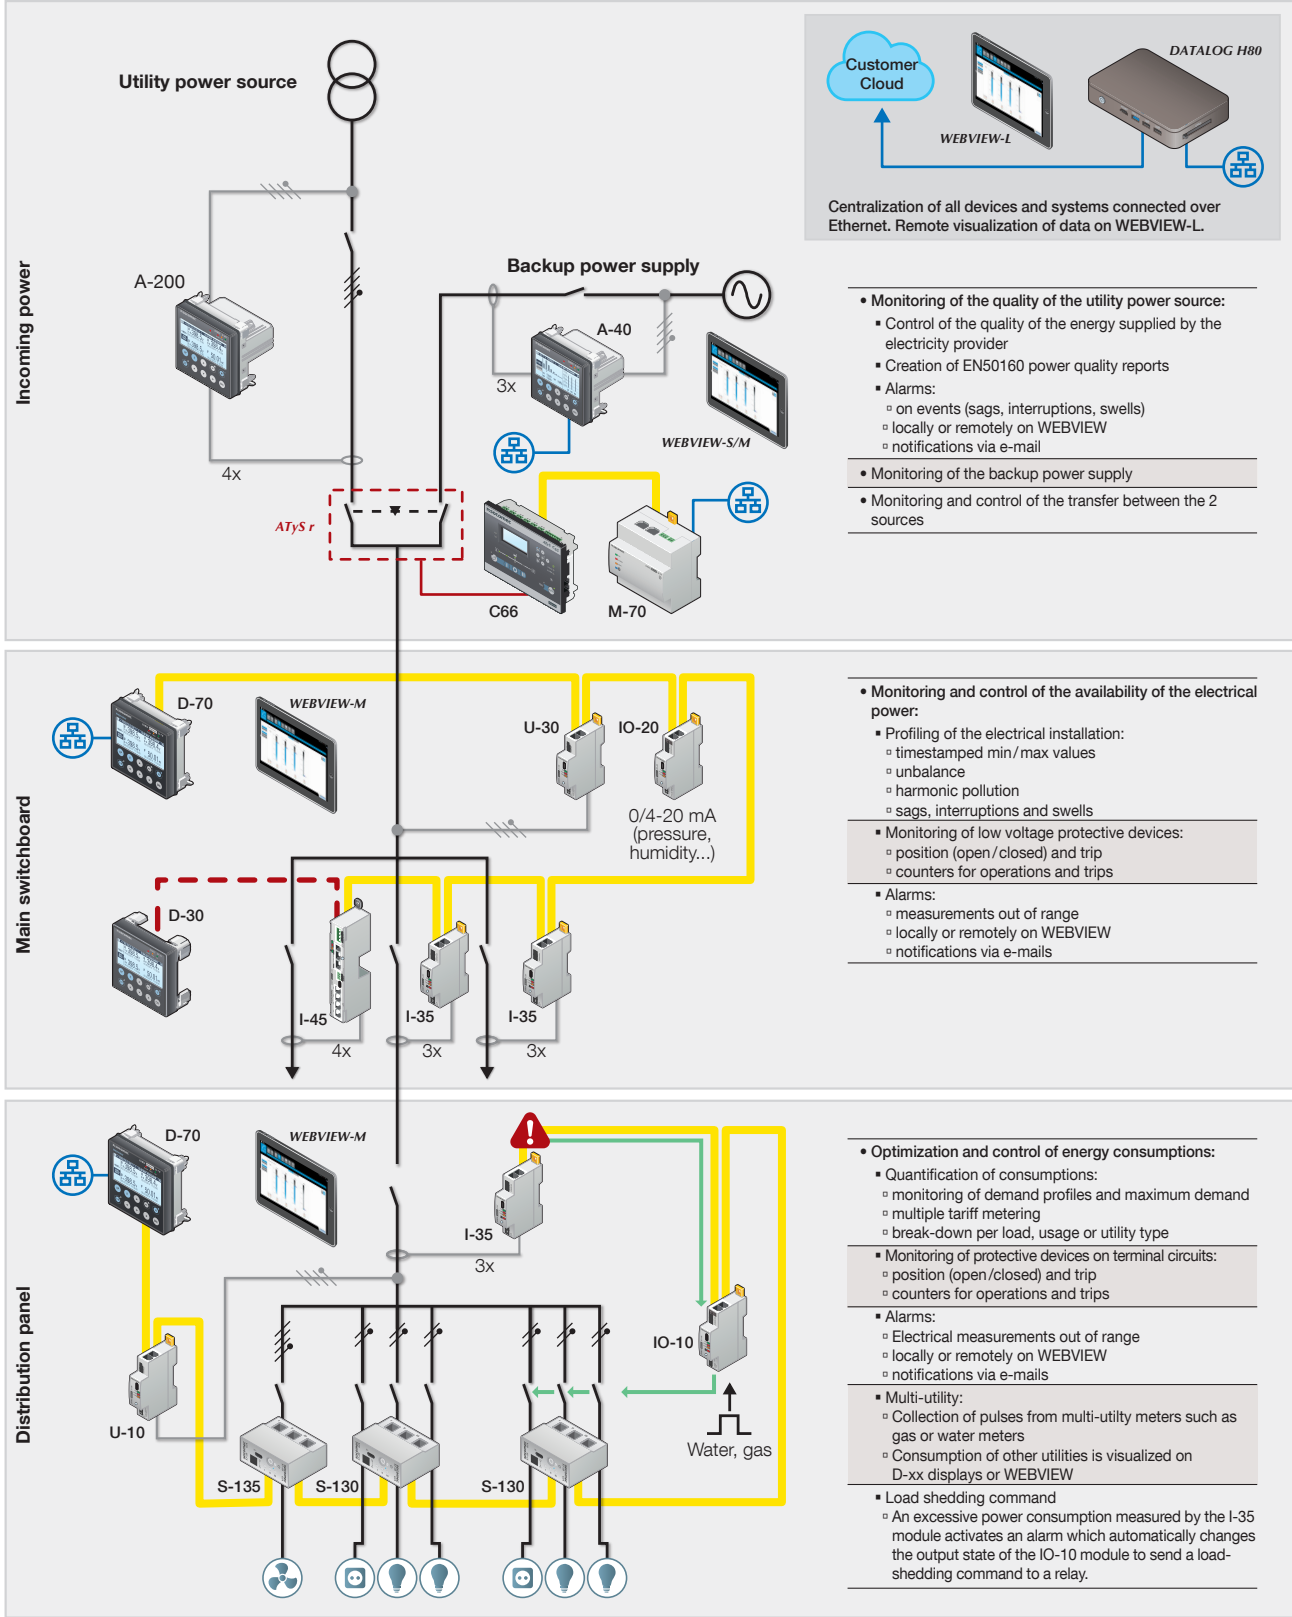 Utility power source
Customer
Cloud
DATALOG H80
WEBVIEW-L
Centralization of all devices and systems connected over
Ethernet. Remote visualization of data on WEBVIEW-L.
Incoming power
A-200
4x
Backup power supply
A-40
3x
WEBVIEW-S/M
ATyS r
C66
M-70
• Monitoring of the quality of the utility power source:
▪ Control of the quality of the energy supplied by the
electricity provider
▪ Creation of EN50160 power quality reports
▪ Alarms:
▫ on events (sags, interruptions, swells)
▫ locally or remotely on WEBVIEW
▫ notifications via e-mail
• Monitoring of the backup power supply
• Monitoring and control of the transfer between the 2
sources
Main switchboard
D-70
WEBVIEW-M
U-30
IO-20
0/4-20 mA
(pressure,
humidity...)
D-30
I-45
I-35
I-35
4x
3x
3x
• Monitoring and control of the availability of the electrical
power:
▪ Profiling of the electrical installation:
▫ timestamped min/max values
▫ unbalance
▫ harmonic pollution
▫ sags, interruptions and swells
▪ Monitoring of low voltage protective devices:
▫ position (open/closed) and trip
▫ counters for operations and trips
▪ Alarms:
▫ measurements out of range
▫ locally or remotely on WEBVIEW
▫ notifications via e-mails
Distribution panel
D-70
WEBVIEW-M
I-35
3x
IO-10
U-10
Water, gas
S-135
S-130
S-130
• Optimization and control of energy consumptions:
▪ Quantification of consumptions:
▫ monitoring of demand profiles and maximum demand
▫ multiple tariff metering
▫ break-down per load, usage or utility type
▪ Monitoring of protective devices on terminal circuits:
▫ position (open/closed) and trip
▫ counters for operations and trips
▪ Alarms:
▫ Electrical measurements out of range
▫ locally or remotely on WEBVIEW
▫ notifications via e-mails
▪ Multi-utility:
▫ Collection of pulses from multi-utilty meters such as
gas or water meters
▫ Consumption of other utilities is visualized on
D-xx displays or WEBVIEW
▪ Load shedding command
▫ An excessive power consumption measured by the I-35
module activates an alarm which automatically changes
the output state of the IO-10 module to send a load-
shedding command to a relay.